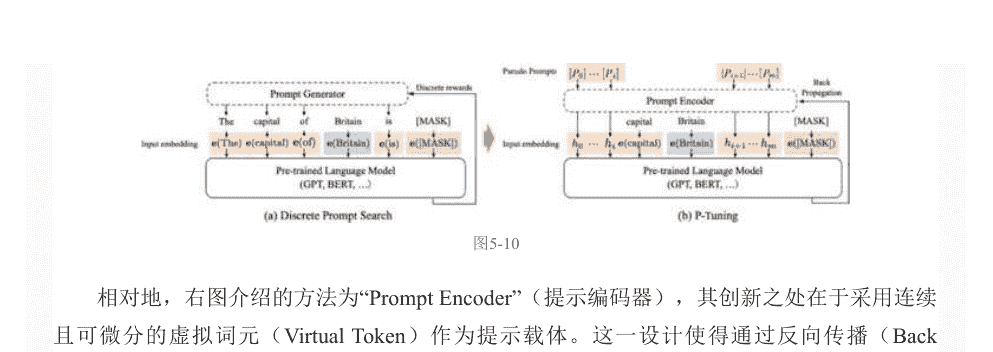 Pseudo Prompts [P₀] ⋯ [Pᵢ] [Pᵢ₊₁] ⋯ [Pₘ]
Prompt Generator
Discrete rewards
Prompt Encoder
Back
Propagation
The capital of Britain is [MASK]
capital Britain [MASK]
Input embedding e(The) e(capital) e(of) e(Britain) e(is) e([MASK])
Input embedding h₀ ⋯ hᵢ e(capital) e(Britain) hᵢ₊₁ ⋯ hₘ e([MASK])
Pre-trained Language Model
(GPT, BERT, …)
Pre-trained Language Model
(GPT, BERT, …)
(a) Discrete Prompt Search
(b) P-Tuning
图5-10
相对地，右图介绍的方法为“Prompt Encoder”（提示编码器），其创新之处在于采用连续
且可微分的虚拟词元（Virtual Token）作为提示载体。这一设计使得通过反向传播（Back